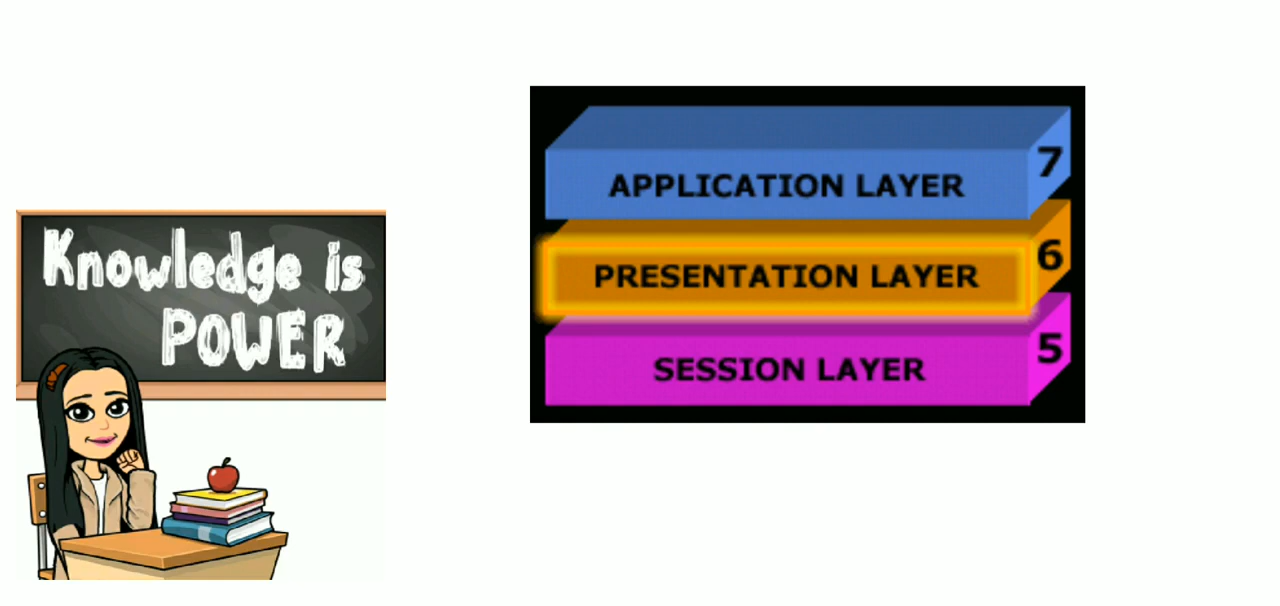 Knowledge is
POWER
APPLICATION LAYER
7
PRESENTATION LAYER
6
SESSION LAYER
5